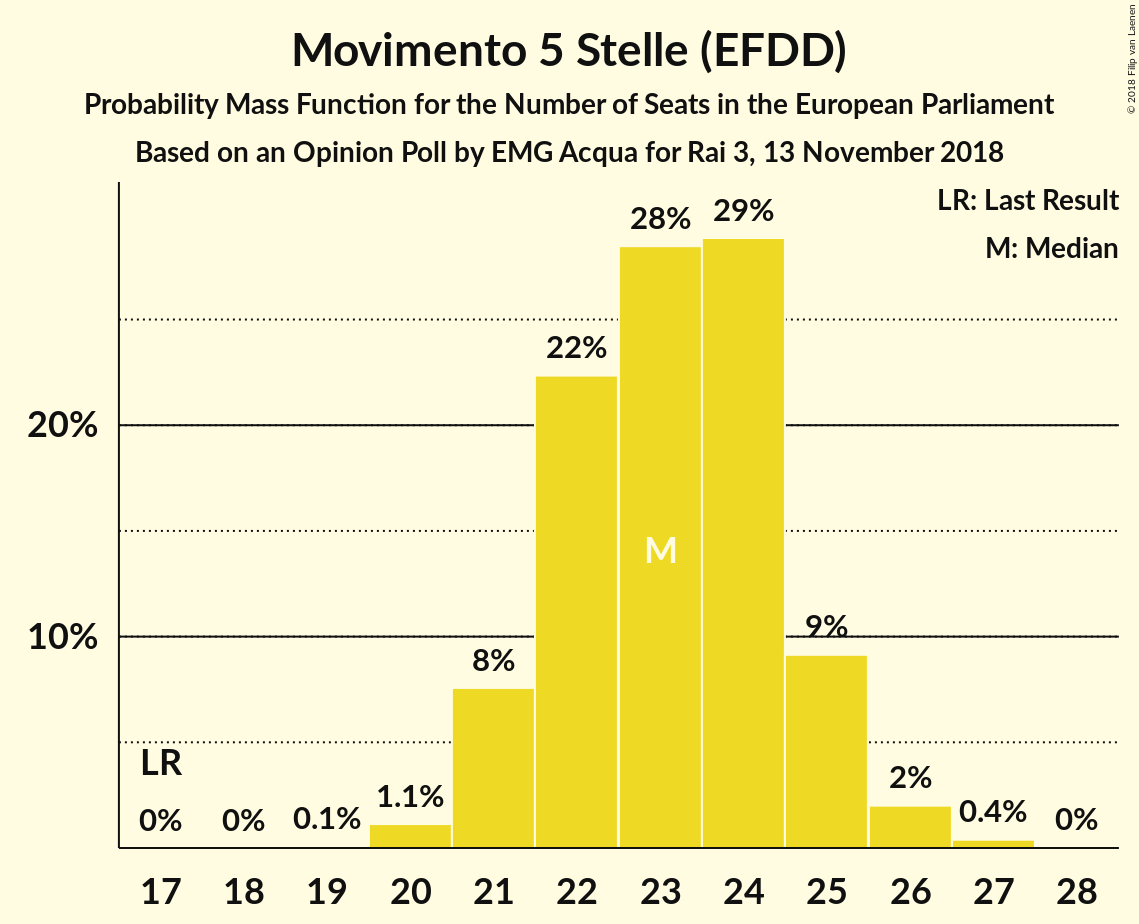 Movimento 5 Stelle (EFDD)
Probability Mass Function for the Number of Seats in the European Parliament
Based on an Opinion Poll by EMG Acqua for Rai 3, 13 November 2018
© 2018 Filip van Laenen
LR: Last Result
M: Median
28% 29%
22%
20%
M
10%
9%
8%
LR
0% 0% 0.1% 1.1% 2% 0.4% 0%
17 18 19 20 21 22 23 24 25 26 27 28